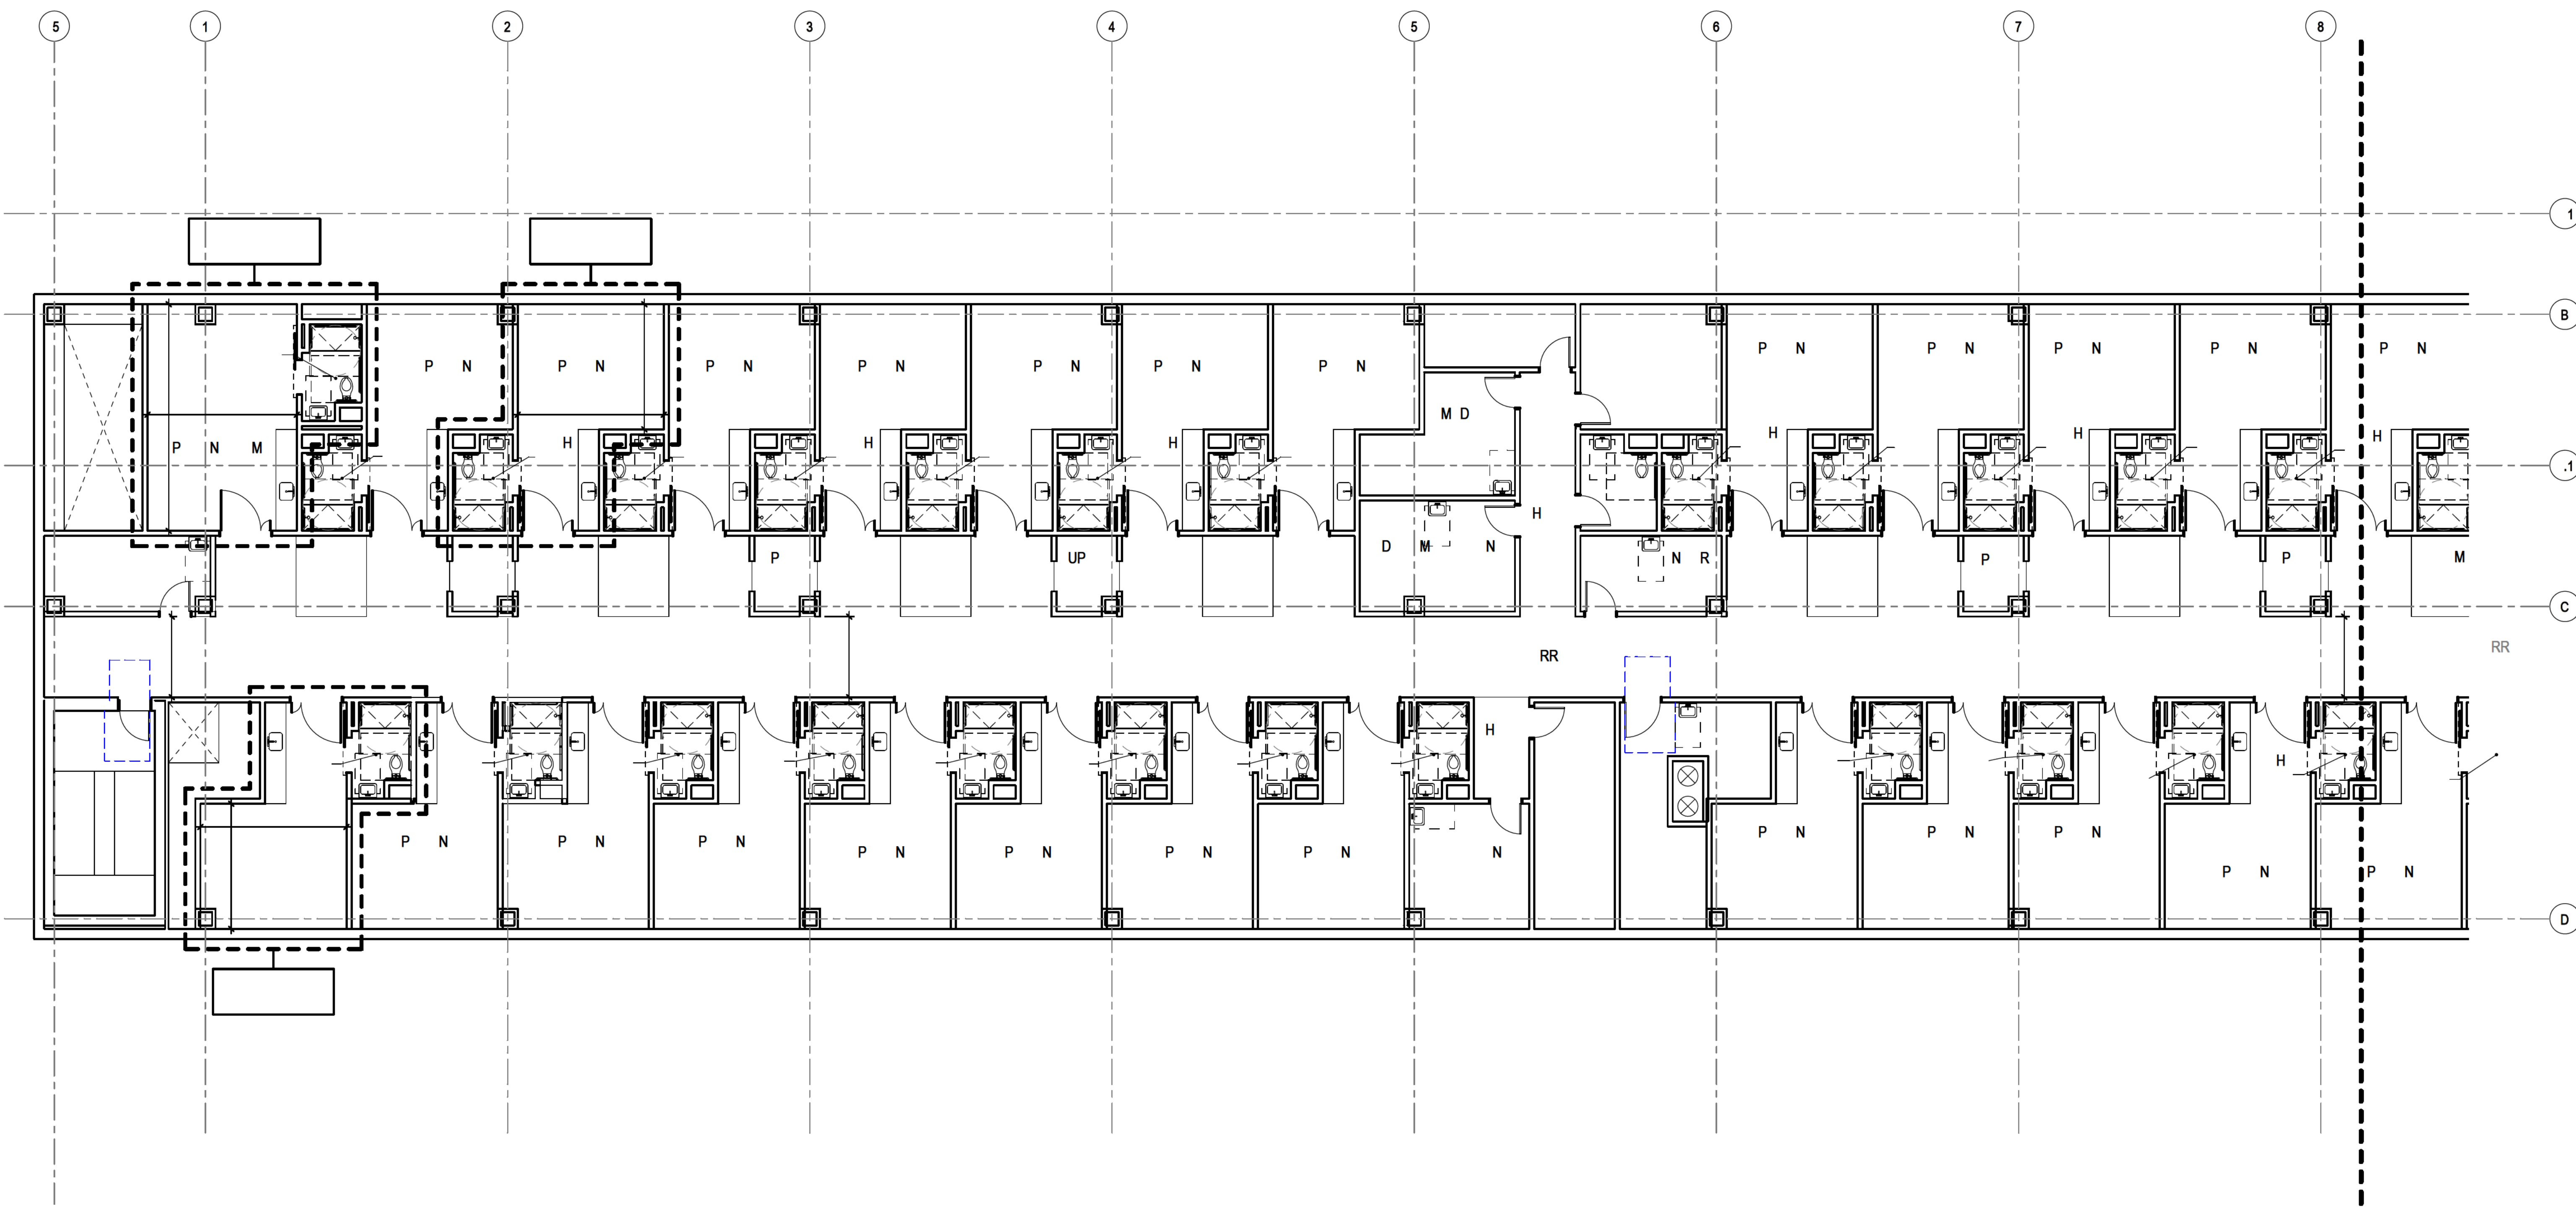 5 1 2 3 4 5 6 7 8
1
B
P N P N P N P N
P N P N P N P N P N P N P N
M D
P N M H H H H H H
.1
H
D M N
P UP N R P P M
C
RR RR
H
H
P N P N P N P N
P N P N P N P N P N P N N
P N P N
D